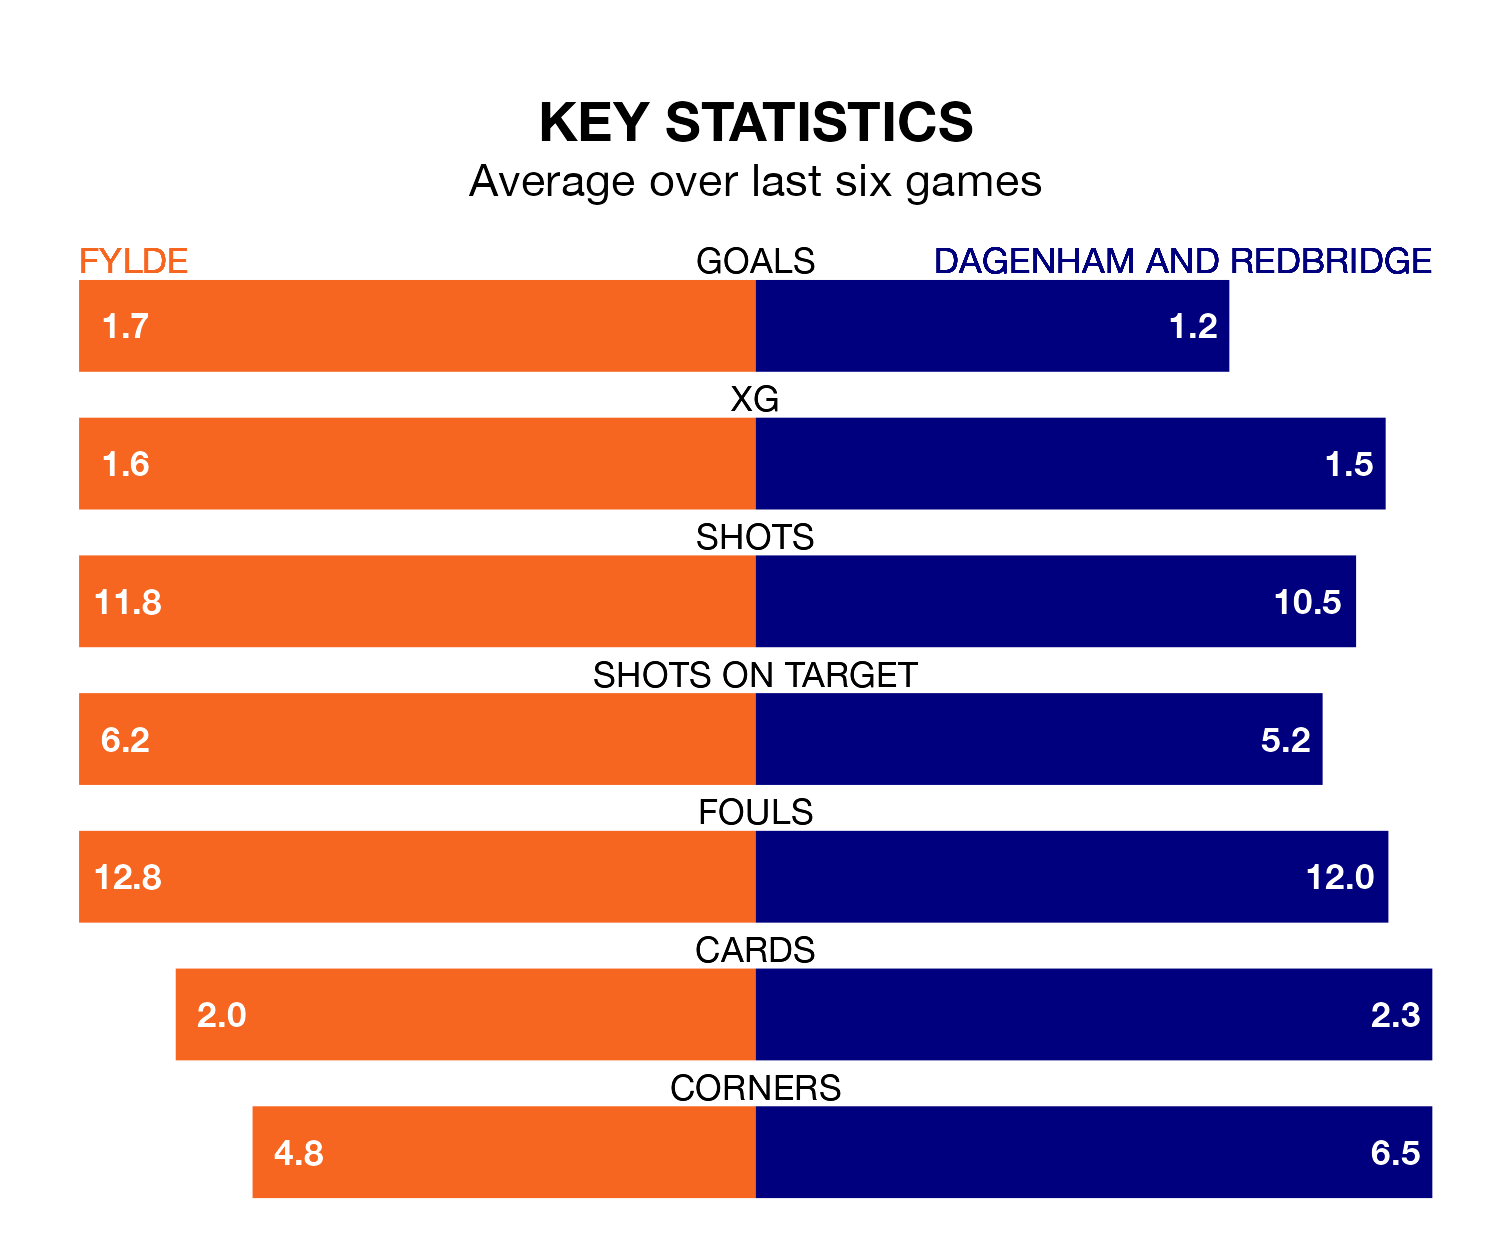 KEY STATISTICS
Average over last six games
FYLDE GOALS DAGENHAM AND REDBRIDGE
1.7 1.2
XG
1.6 1.5
SHOTS
11.8 10.5
SHOTS ON TARGET
6.2 5.2
FOULS
12.8 12.0
CARDS
2.0 2.3
CORNERS
4.8 6.5